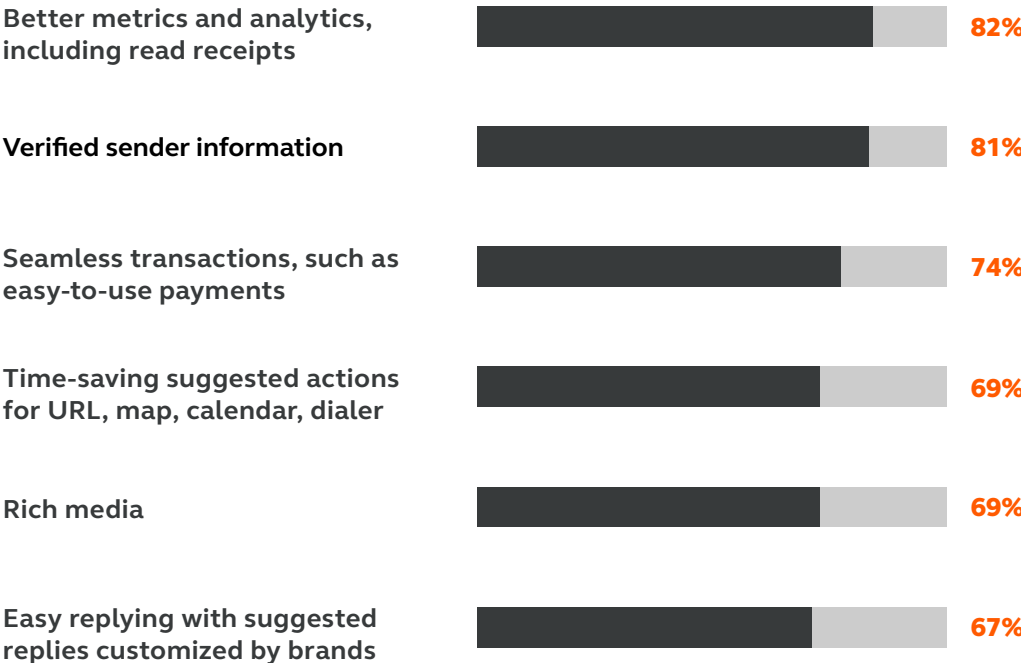 Better metrics and analytics,
including read receipts
82%
Verified sender information
81%
Seamless transactions, such as
easy-to-use payments
74%
Time-saving suggested actions
for URL, map, calendar, dialer
69%
Rich media
69%
Easy replying with suggested
replies customized by brands
67%